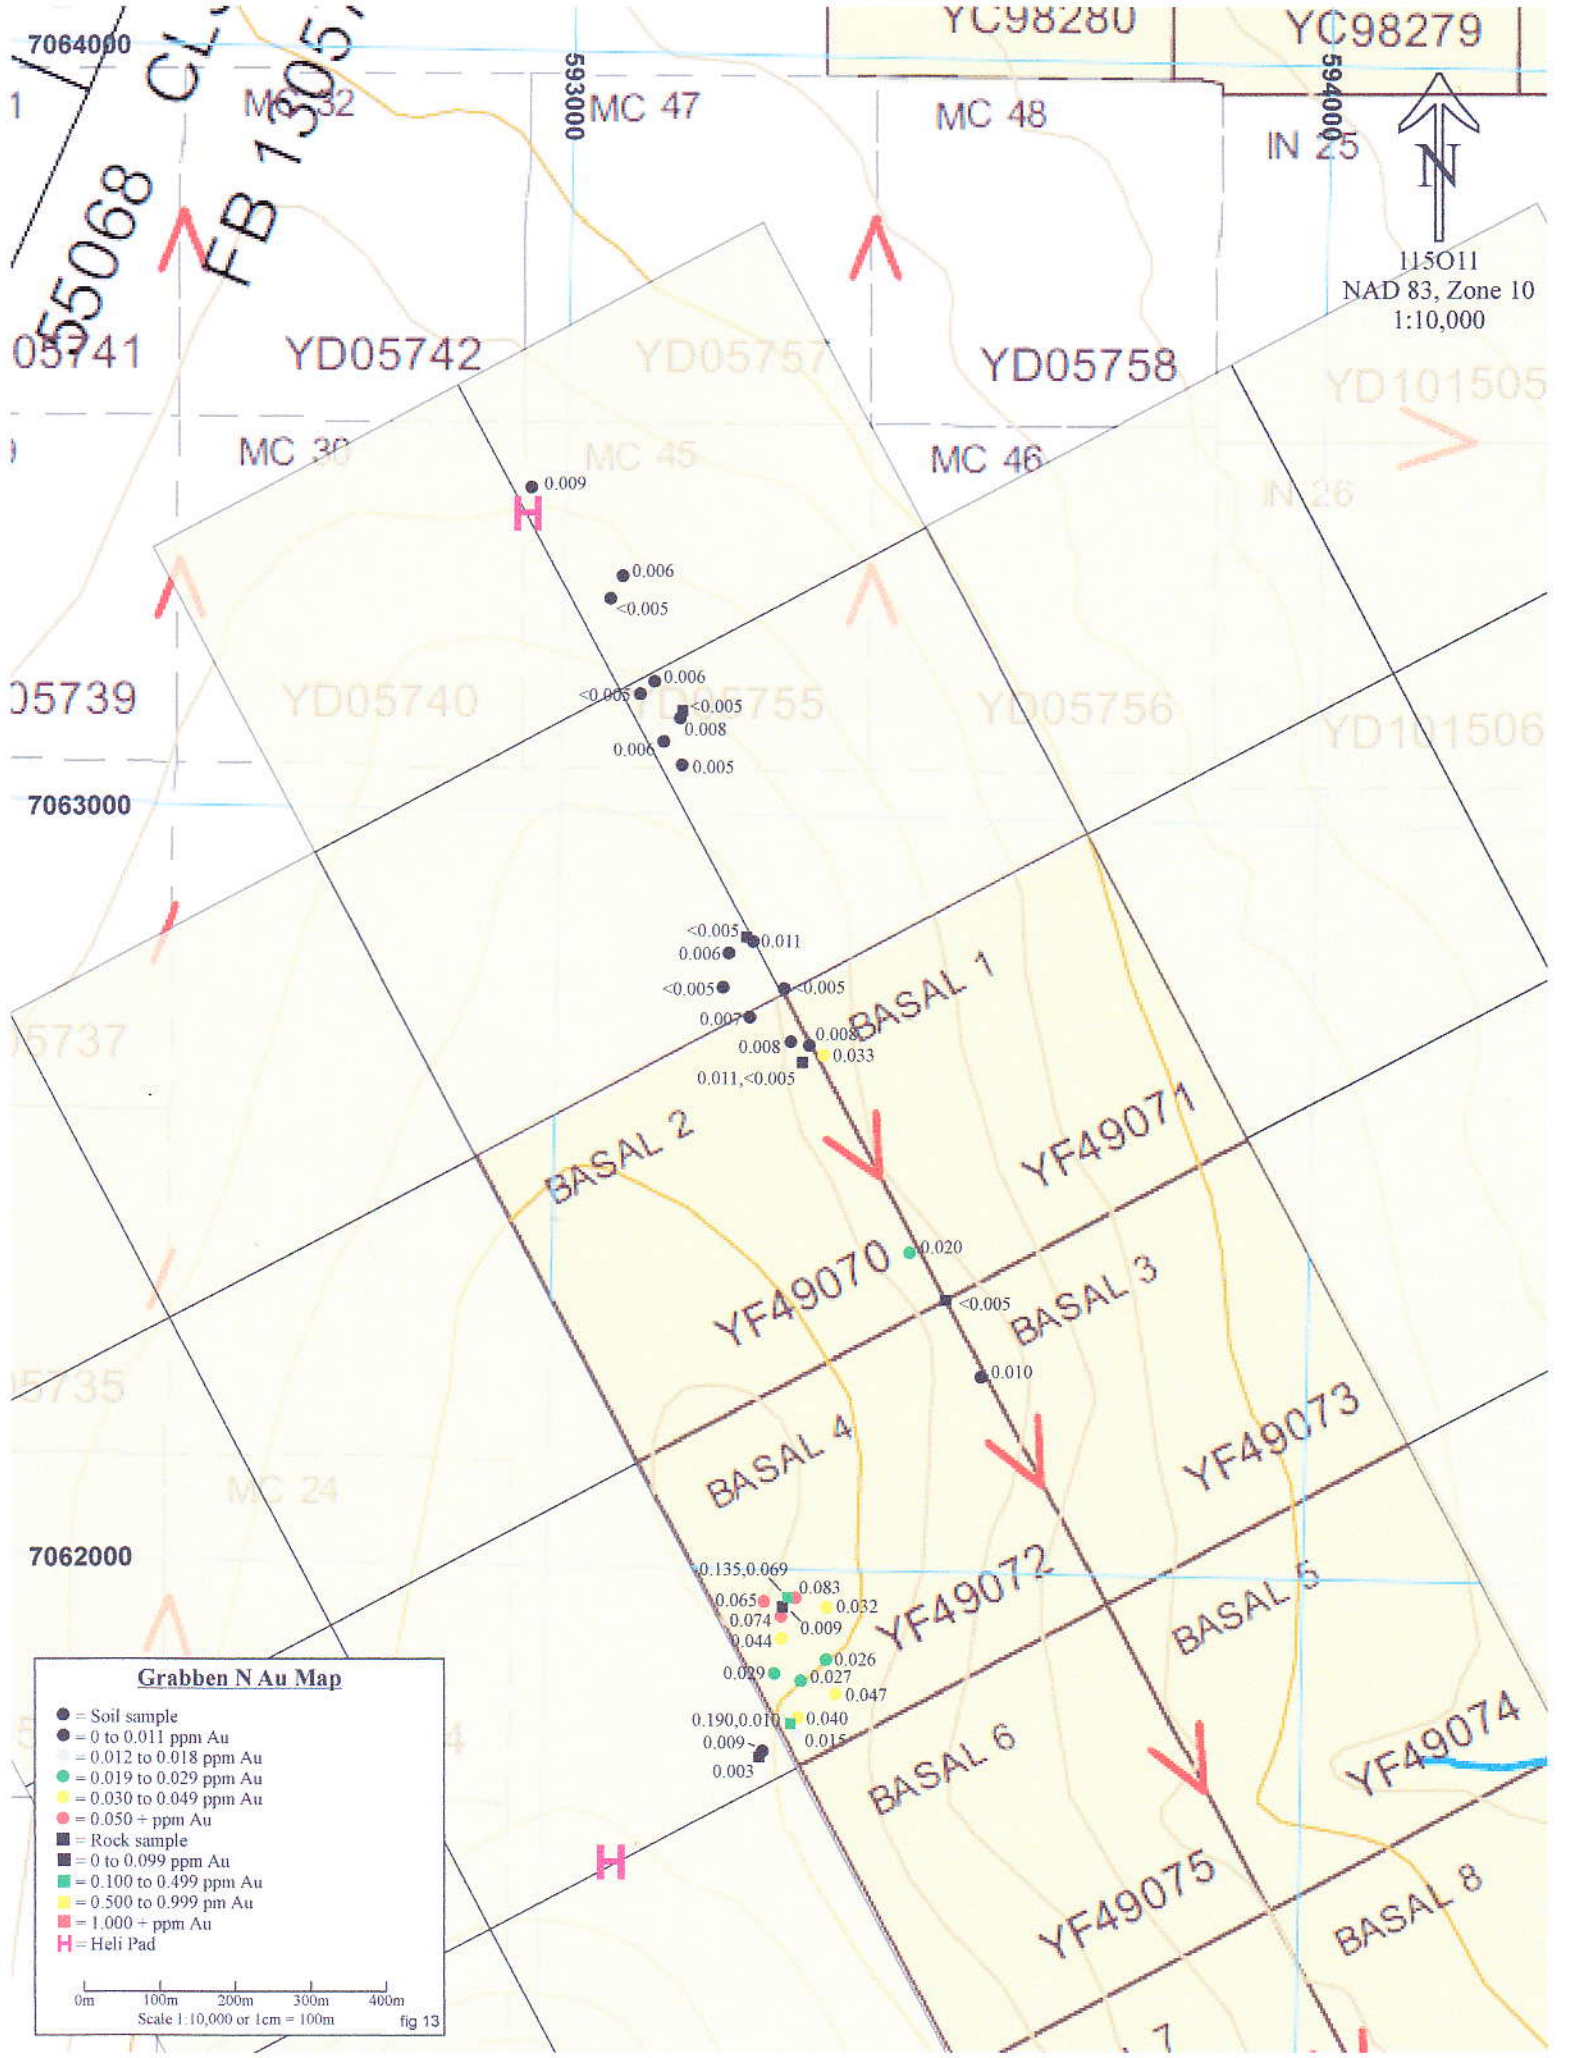 YC98280
YC98279
7064000
CL
593000
594000
1
MC 32
MC 47
MC 48
IN 25
FB 13057
N
55068
115O11
NAD 83, Zone 10
1:10,000
05741
YD05742
YD05757
YD05758
YD101505
MC 30
MC 45
MC 46
0.009
H
IN 26
0.006
<0.005
0.006
<0.005
05739
YD05740
YD05755
YD05756
YD101506
<0.005
0.008
0.006
0.005
7063000
<0.005
0.011
0.006
<0.005
<0.005
BASAL 1
0.007
0.008
0.008
0.033
05737
0.011,<0.005
BASAL 2
YF49071
0.020
YF49070
<0.005
BASAL 3
0.010
05735
BASAL 4
YF49073
MC 24
7062000
0.135,0.069
0.083
0.065
0.032
0.074
0.009
0.044
YF49072
BASAL 5
0.026
0.029
0.027
0.047
0.190,0.010
0.040
0.015
0.009
0.003
BASAL 6
YF49074
H
YF49075
BASAL 8
7
Grabben N Au Map
= Soil sample
= 0 to 0.011 ppm Au
= 0.012 to 0.018 ppm Au
= 0.019 to 0.029 ppm Au
= 0.030 to 0.049 ppm Au
= 0.050 + ppm Au
= Rock sample
= 0 to 0.099 ppm Au
= 0.100 to 0.499 ppm Au
= 0.500 to 0.999 pm Au
= 1.000 + ppm Au
H = Heli Pad
0m 100m 200m 300m 400m
Scale 1:10,000 or 1cm = 100m
fig 13